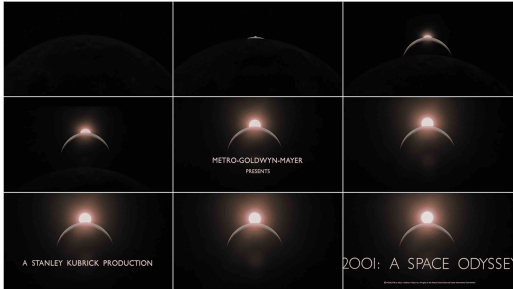 METRO-GOLDWYN-MAYER
PRESENTS
A STANLEY KUBRICK PRODUCTION
2001: A SPACE ODYSSEY